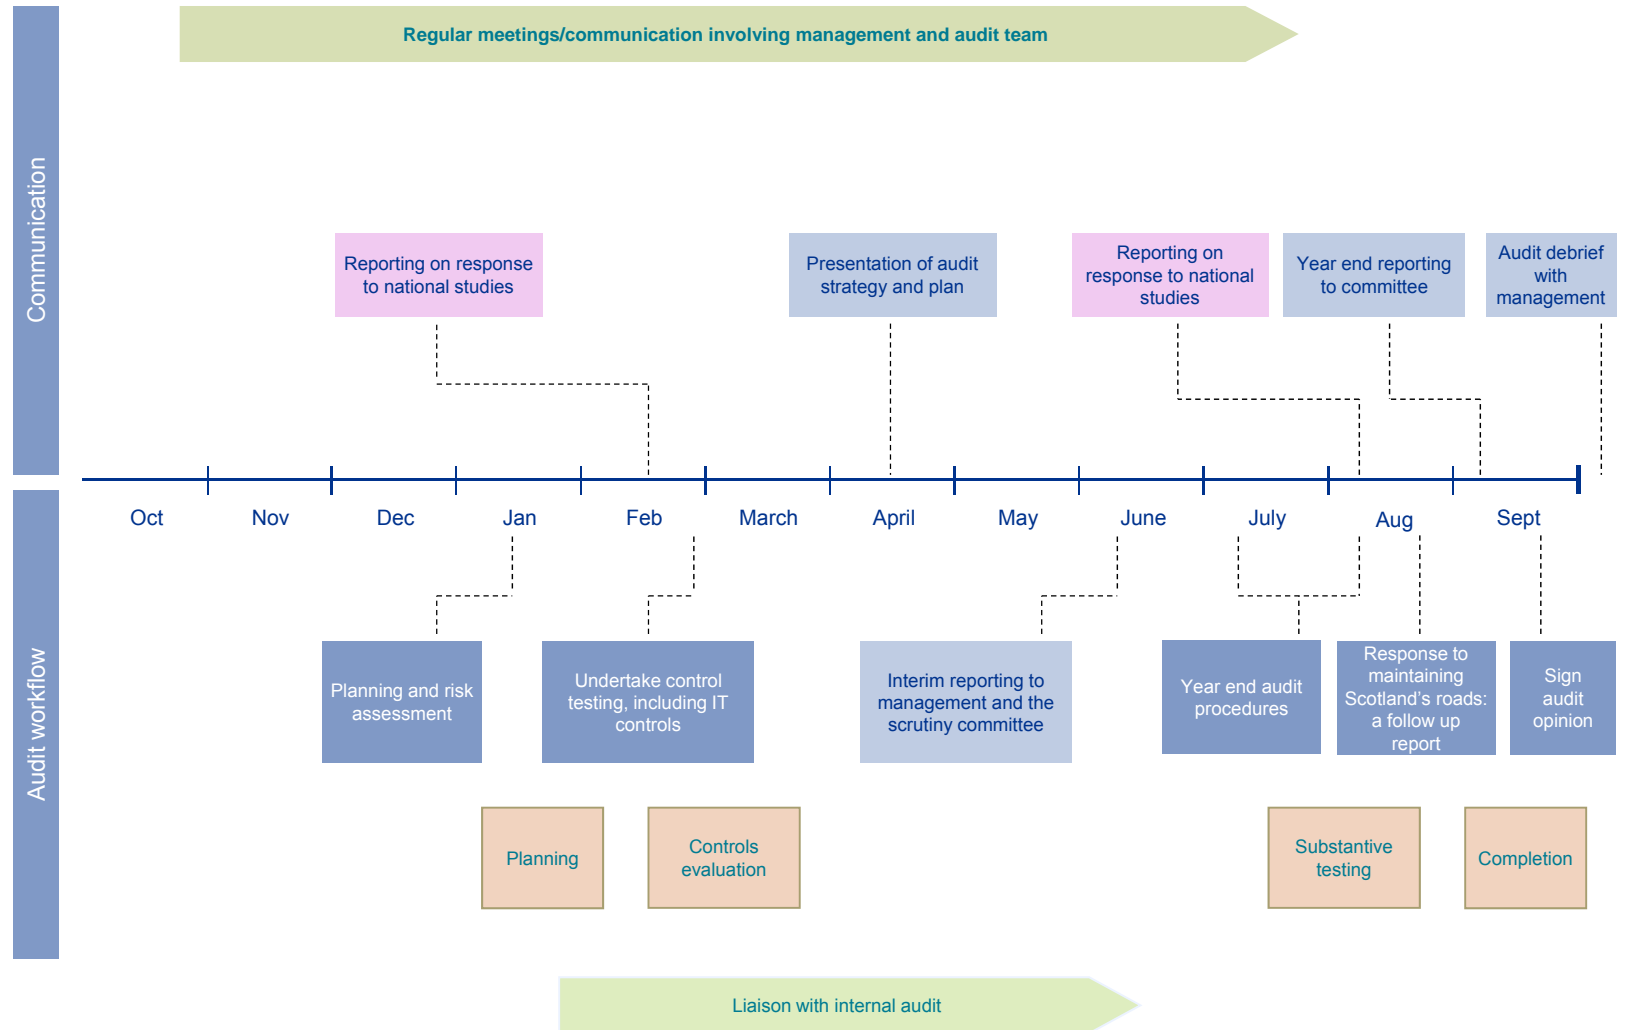 Regular meetings/communication involving management and audit team
Communication
Reporting on response
to national studies
Presentation of audit
strategy and plan
Reporting on
response to national
studies
Year end reporting
to committee
Audit debrief
with
management
Oct
Nov
Dec
Jan
Feb
March
April
May
June
July
Aug
Sept
Audit workflow
Planning and risk
assessment
Undertake control
testing, including IT
controls
Interim reporting to
management and the
scrutiny committee
Year end audit
procedures
Response to
maintaining
Scotland's roads:
a follow up
report
Sign
audit
opinion
Planning
Controls
evaluation
Substantive
testing
Completion
Liaison with internal audit